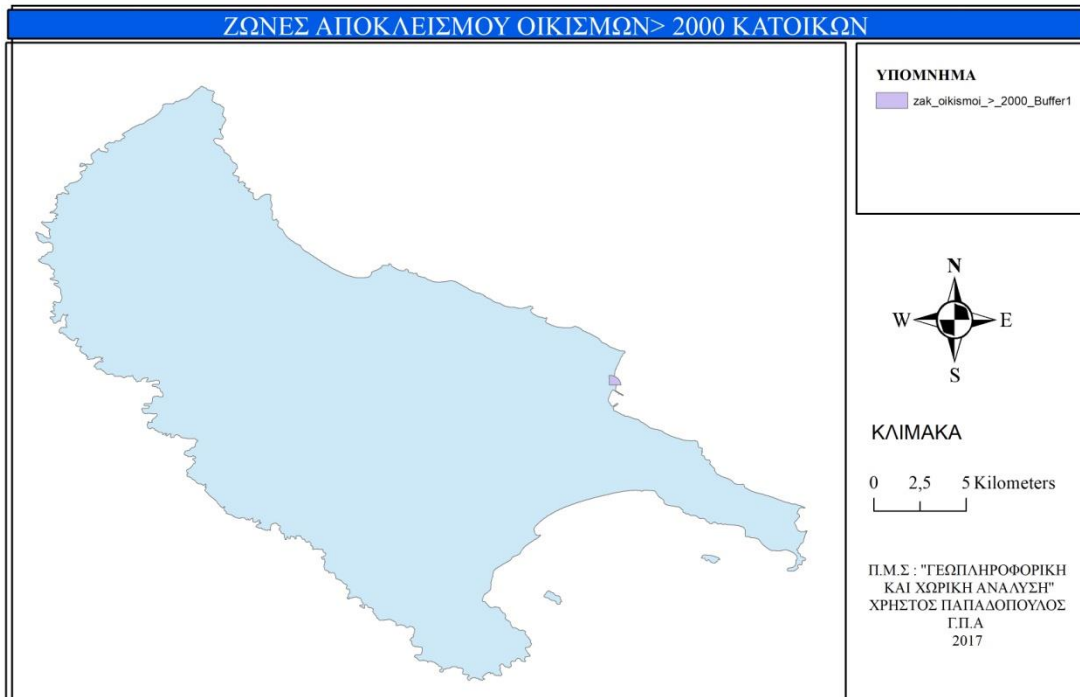 ΖΩΝΕΣ ΑΠΟΚΛΕΙΣΜΟΥ ΟΙΚΙΣΜΩΝ> 2000 ΚΑΤΟΙΚΩΝ
ΥΠΟΜΝΗΜΑ
zak_oikismoi_>_2000_Buffer1
N
W E
S
ΚΛΙΜΑΚΑ
0 2,5 5 Kilometers
Π.Μ.Σ : "ΓΕΩΠΛΗΡΟΦΟΡΙΚΗ
ΚΑΙ ΧΩΡΙΚΗ ΑΝΑΛΥΣΗ"
ΧΡΗΣΤΟΣ ΠΑΠΑΔΟΠΟΥΛΟΣ
Γ.Π.Α
2017